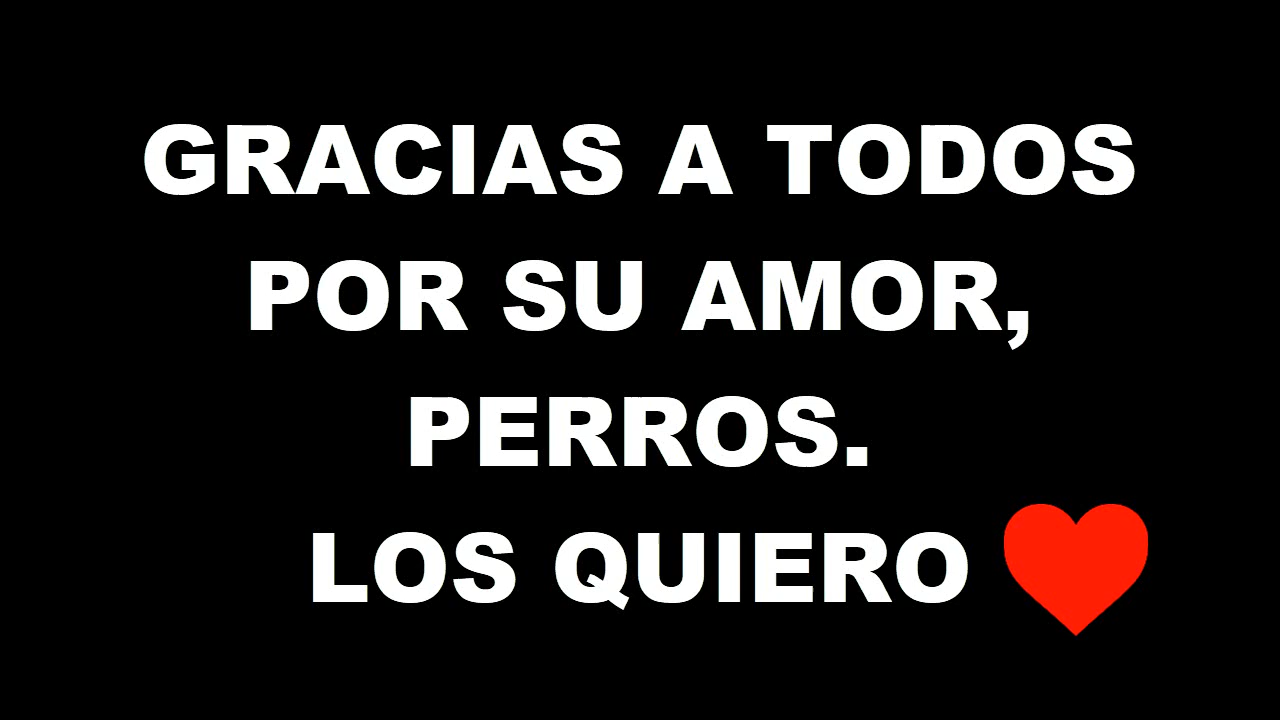 GRACIAS A TODOS
POR SU AMOR,
PERROS.
LOS QUIERO ❤